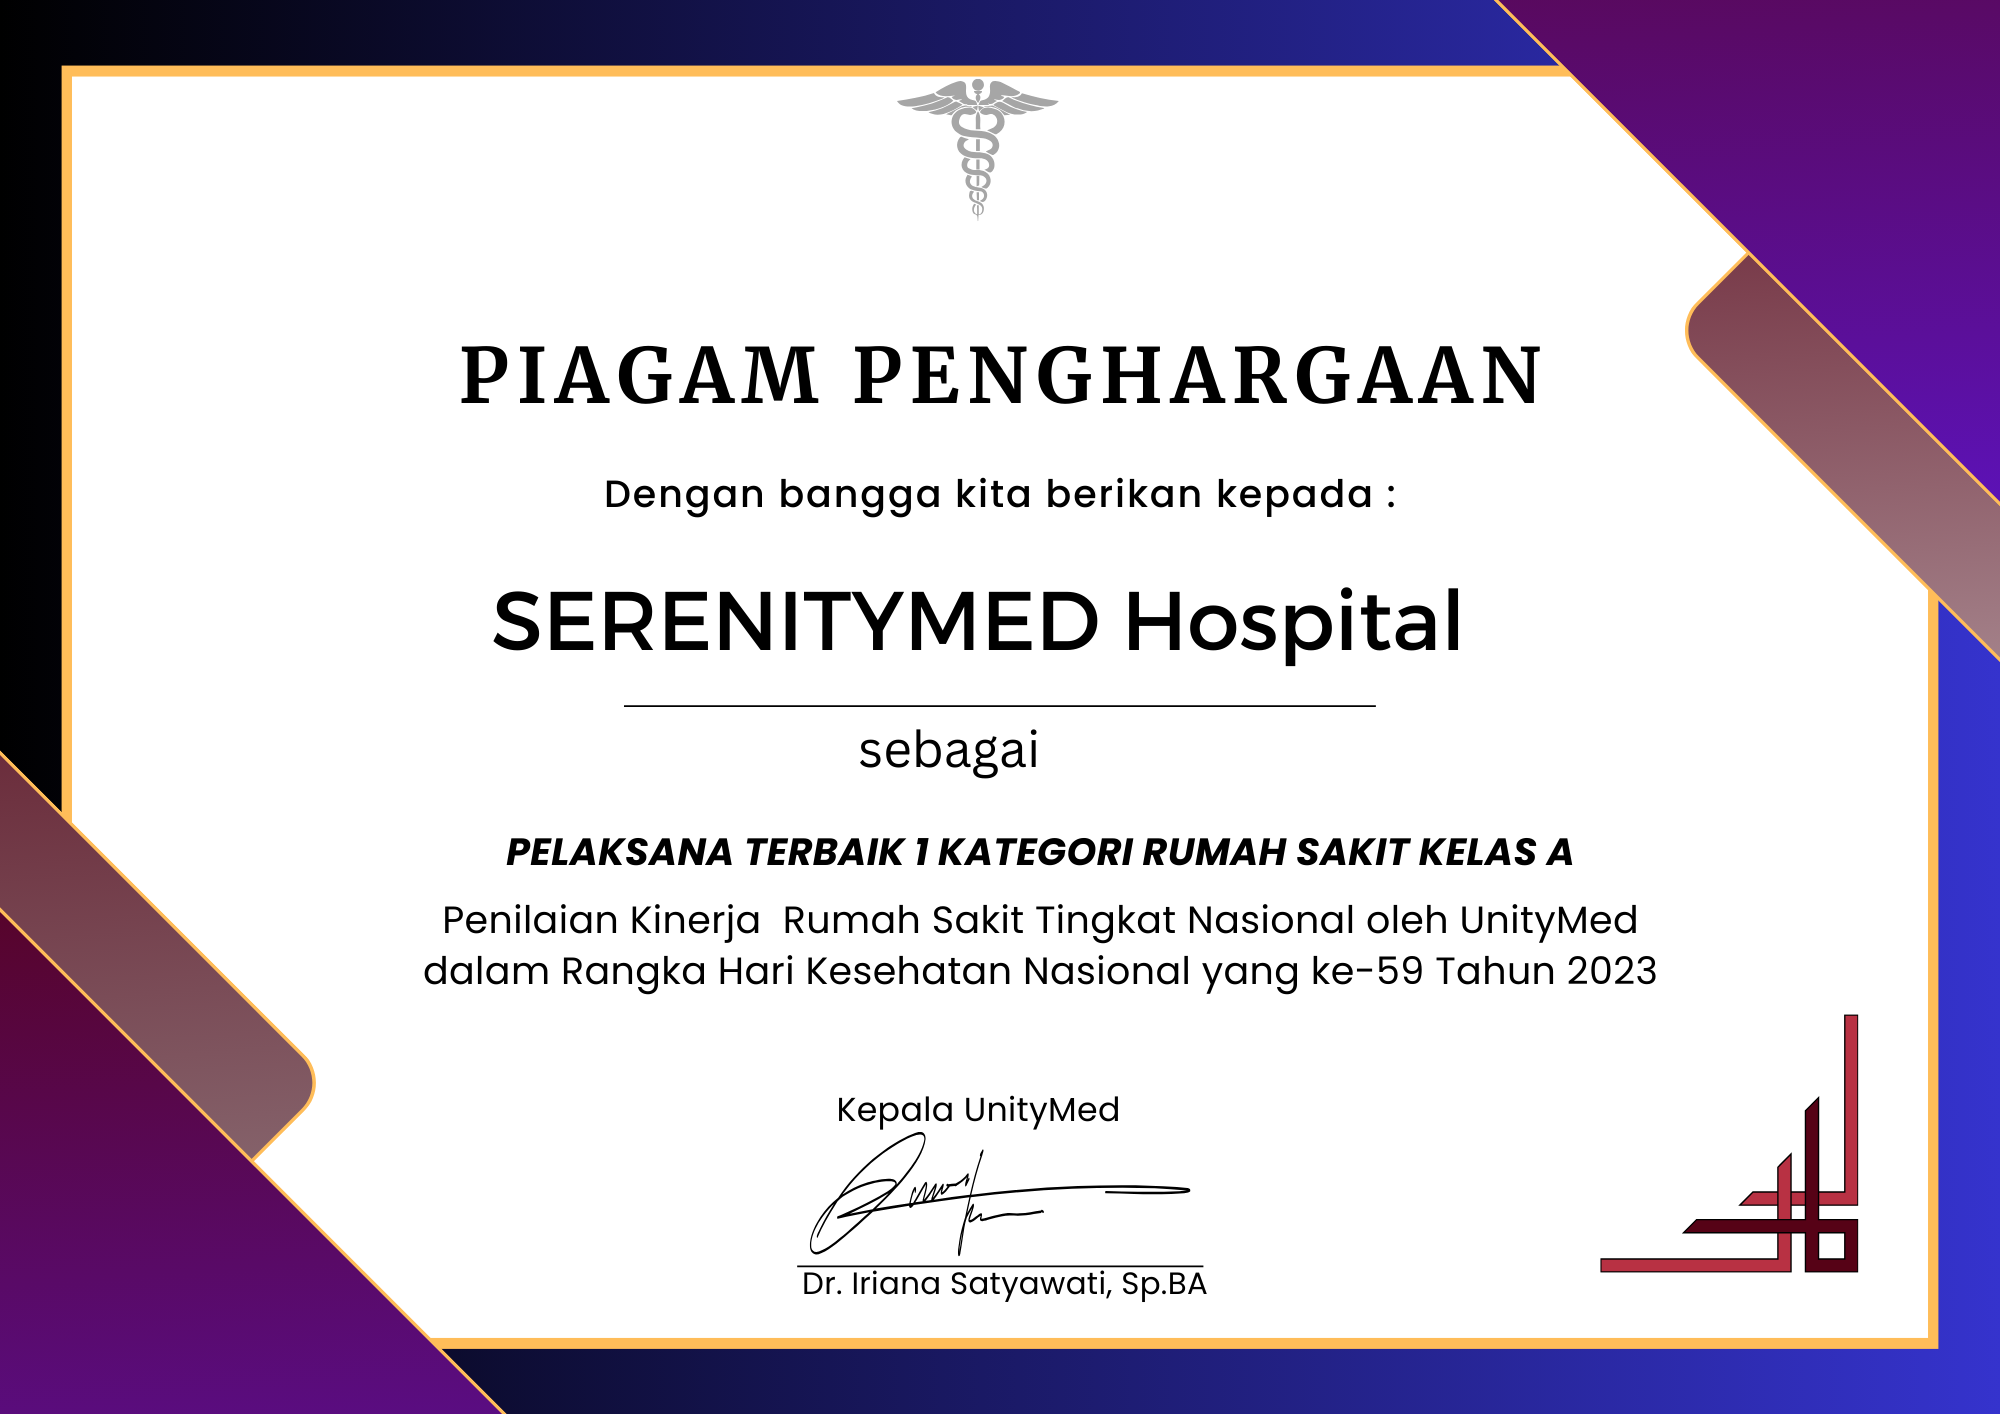 PIAGAM PENGHARGAAN
Dengan bangga kita berikan kepada :
SERENITYMED Hospital
sebagai
PELAKSANA TERBAIK 1 KATEGORI RUMAH SAKIT KELAS A
Penilaian Kinerja Rumah Sakit Tingkat Nasional oleh UnityMed
dalam Rangka Hari Kesehatan Nasional yang ke-59 Tahun 2023
Kepala UnityMed
Dr. Iriana Satyawati, Sp.BA